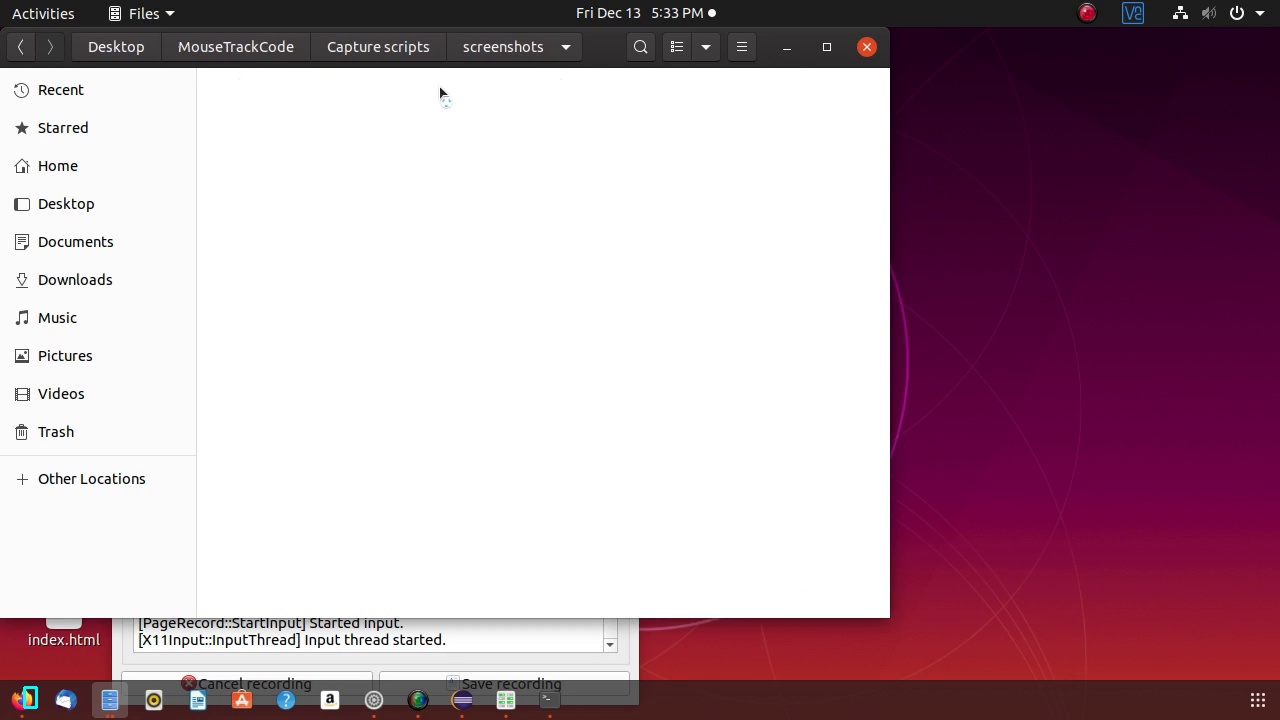 Activities Files Fri Dec 13 5:33 PM
Desktop MouseTrackCode Capture scripts screenshots
Recent
Starred
Home
Desktop
Documents
Downloads
Music
Pictures
Videos
Trash
Other Locations
[PageRecord::StartInput] Started input.
[X11Input::InputThread] Input thread started.
index.html
Cancel recording Save recording